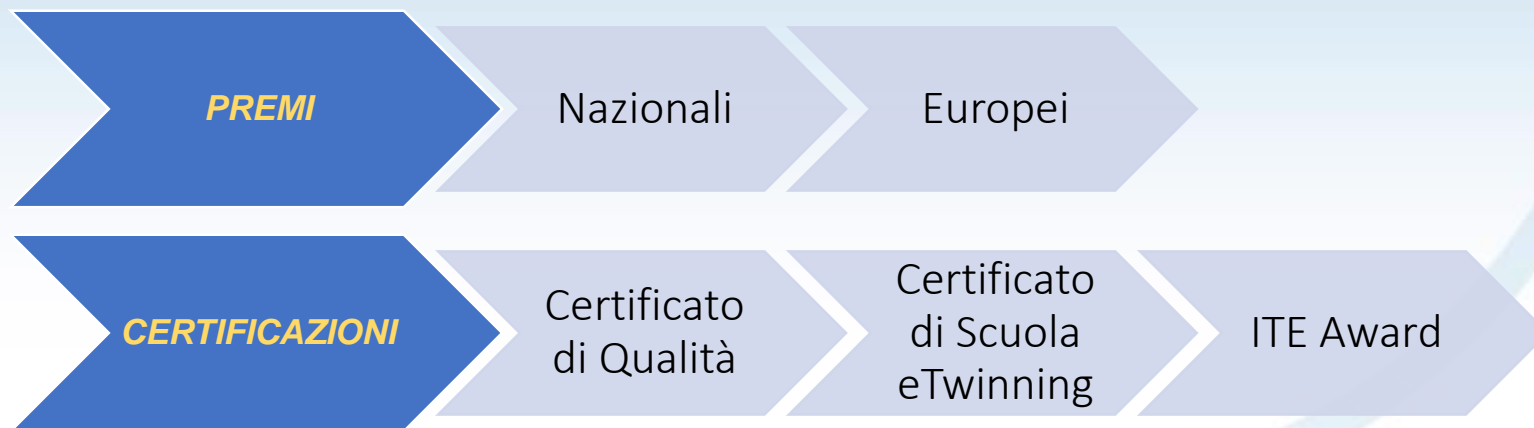 PREMI
Nazionali
Europei
CERTIFICAZIONI
Certificato
di Qualità
Certificato
di Scuola
eTwinning
ITE Award